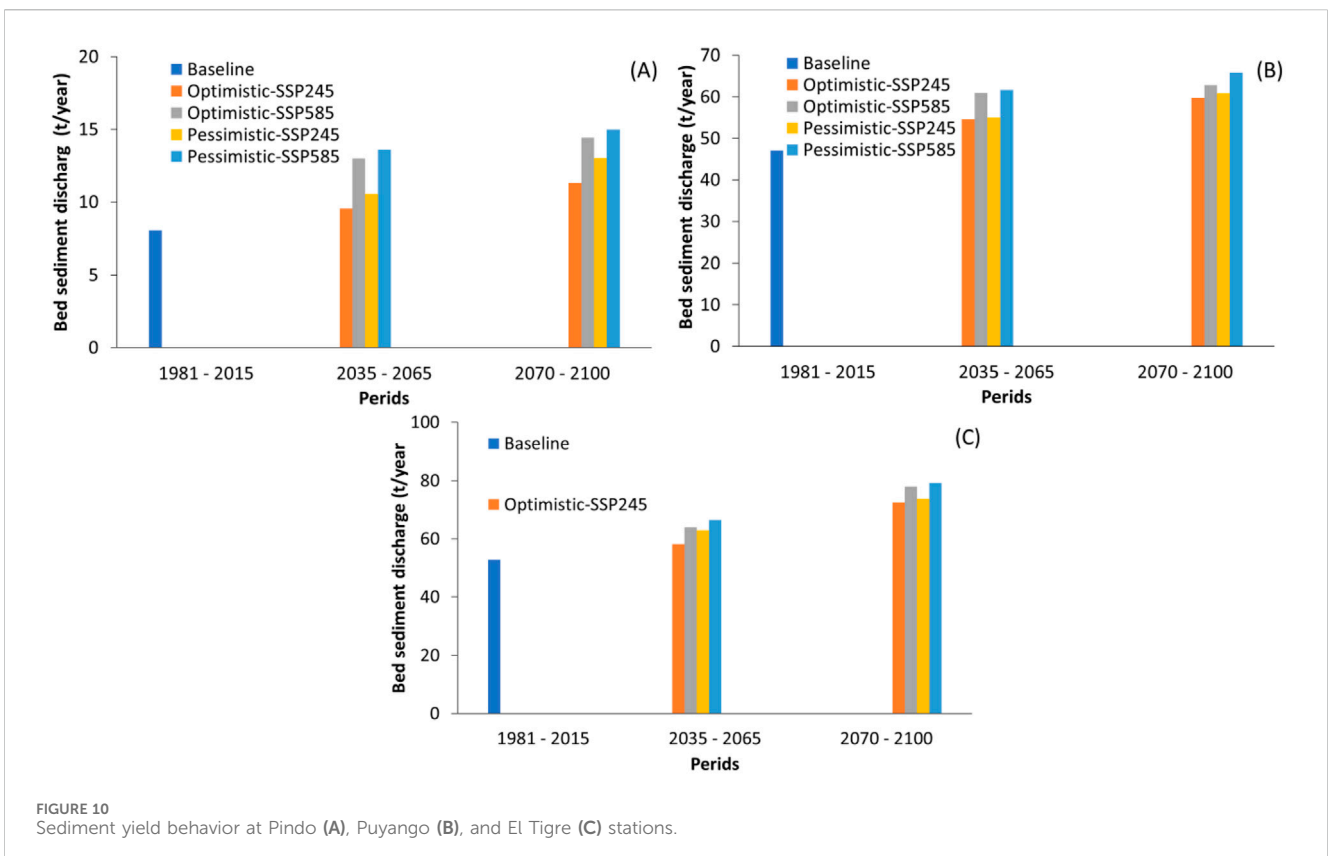 20
15
10
5
0
Bed sediment discharg (t/year)
Baseline
Optimistic-SSP245
Optimistic-SSP585
Pessimistic-SSP245
Pessimistic-SSP585
(A)
1981 - 2015
2035 - 2065
2070 - 2100
Perids
70
60
50
40
30
20
10
0
Bed sediment discharge (t/year)
Baseline
Optimistic-SSP245
Optimistic-SSP585
Pessimistic-SSP245
Pessimistic-SSP585
(B)
1981 - 2015
2035 - 2065
2070 - 2100
Perids
100
80
60
40
20
0
Bed sediment discharge (t/year
Baseline
Optimistic-SSP245
(C)
1981 - 2015
2035 - 2065
2070 - 2100
Perids
FIGURE 10
Sediment yield behavior at Pindo (A), Puyango (B), and El Tigre (C) stations.